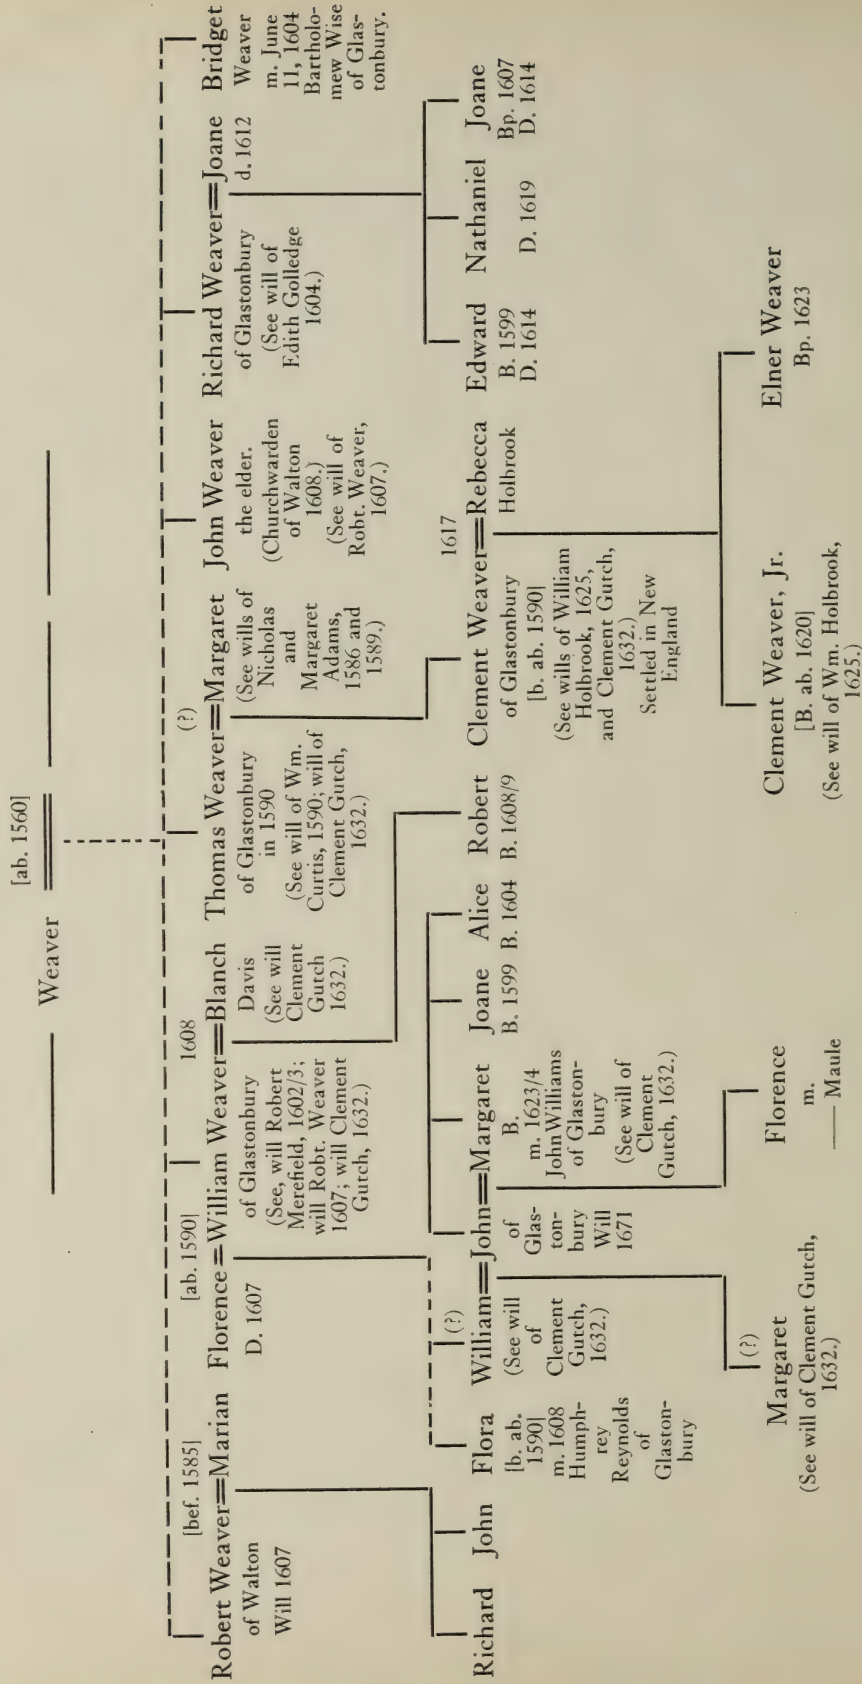 [ab. 1560]
Weaver
[bef. 1585]
Robert Weaver=Marian
of Walton
Will 1607
[ab. 1590]
1608
Florence=William Weaver=Blanch
D. 1607
of Glastonbury
(See, will Robert
Merefield, 1602/3;
will Robt. Weaver
1607; will Clement
Gutch, 1632.)
Davis
(See will
Clement
Gutch
1632.)
(?)
Thomas Weaver=Margaret
of Glastonbury
in 1590
(See will of Wm.
Curtis, 1590; will of
Clement Gutch,
1632.)
(See wills of
Nicholas
and
Margaret
Adams,
1586 and
1589.)
John Weaver
the elder.
(Churchwarden
of Walton
1608.)
(See will of
Robt. Weaver,
1607.)
Richard Weaver=Joane
of Glastonbury
(See will of
Edith Golledge
1604.)
d. 1612
Bridget
Weaver
m. June
11, 1604
Bartholo-
mew Wise
of Glas-
tonbury.
Richard
John
Flora
[b. ab.
1590]
m. 1608
Humph-
rey
Reynolds
of
Glaston-
bury
(?)
William=
(See will
of
Clement
Gutch,
1632.)
John=Margaret
of
Glas-
ton-
bury
Will
1671
B.
m. 1623/4
John Williams
of Glaston-
bury
(See will of
Clement
Gutch, 1632.)
Joane
B. 1599
Alice
B. 1604
Robert
B. 1608/9
1617
Clement Weaver=Rebecca
of Glastonbury
[b. ab. 1590]
(See wills of William
Holbrook, 1625,
and Clement Gutch,
1632.)
Settled in New
England
Holbrook
Edward
B. 1599
D. 1614
Nathaniel
D. 1619
Joane
Bp. 1607
D. 1614
(?)
Margaret
(See will of Clement Gutch,
1632.)
Florence
m.
—— Maule
Clement Weaver, Jr.
[B. ab. 1620]
(See will of Wm. Holbrook,
1625.)
Elner Weaver
Bp. 1623